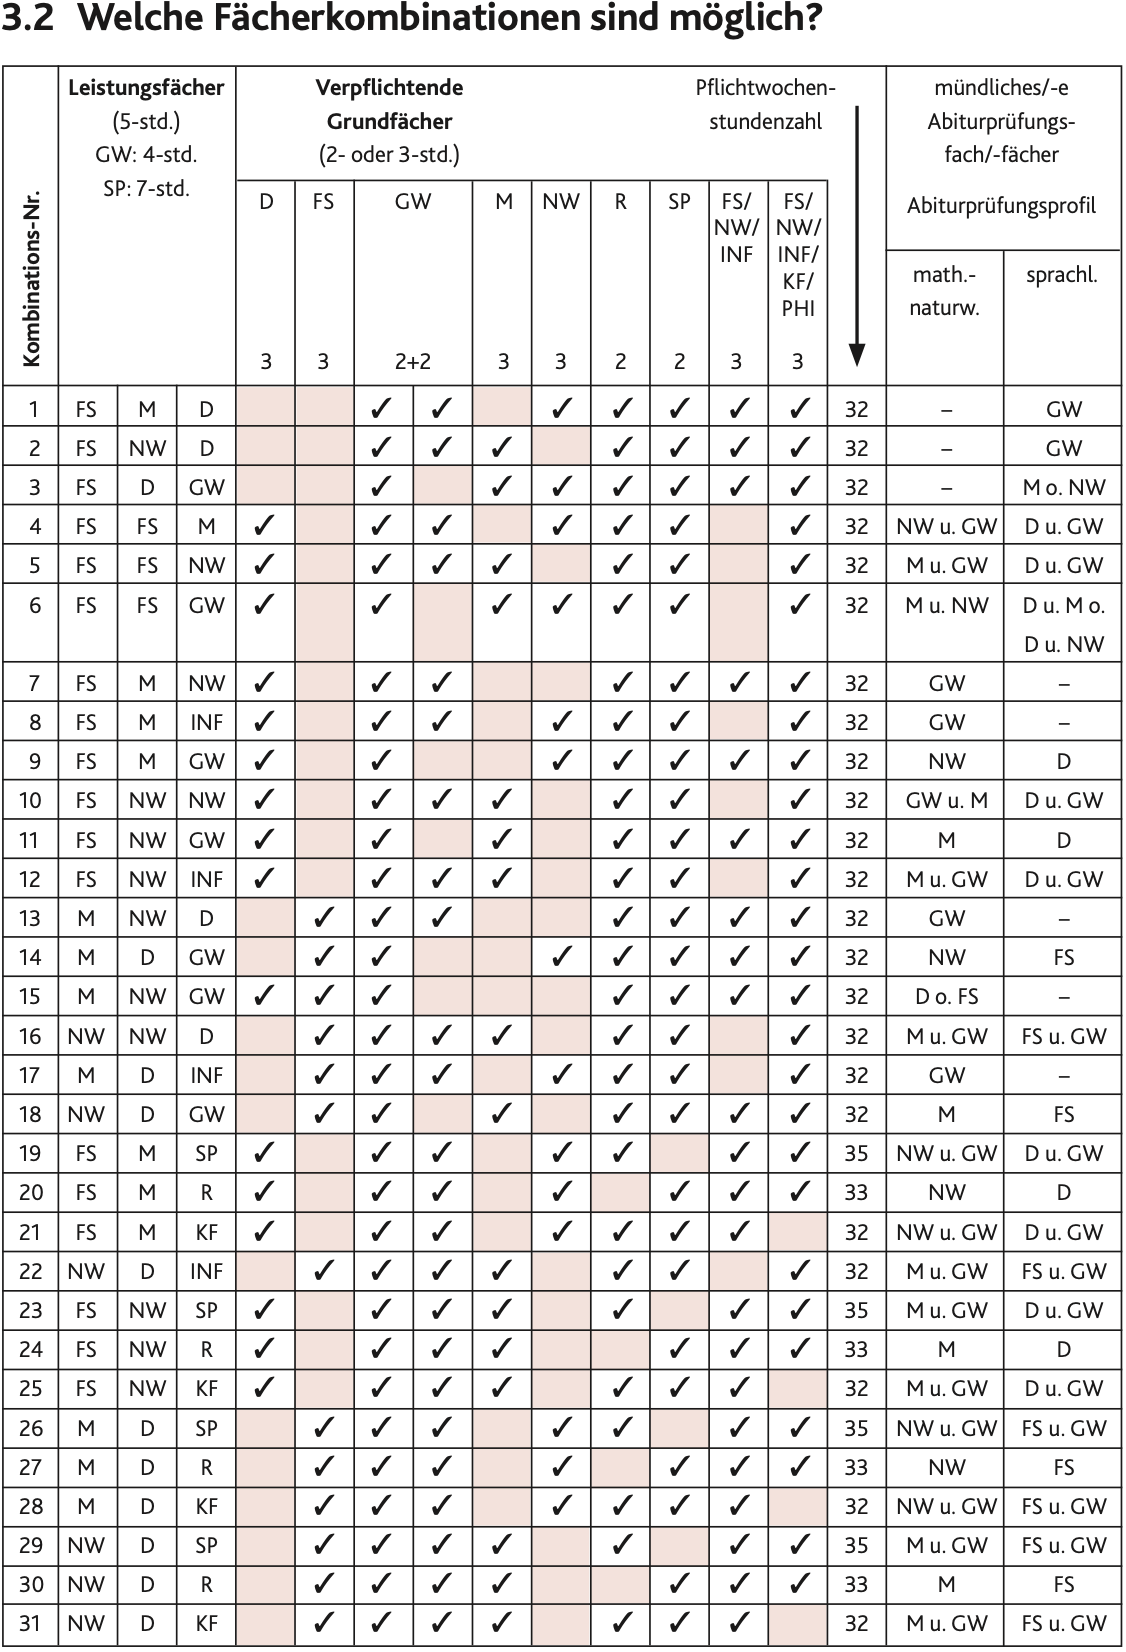 3.2 Welche Fächerkombinationen sind möglich?
Kombinations-Nr.
Leistungsfächer
(5-std.)
GW: 4-std.
SP: 7-std.
Verpflichtende
Grundfächer
(2- oder 3-std.)
Pflichtwochen-
stundenzahl
mündliches/-e
Abiturprüfungs-
fach/-fächer
Abiturprüfungsprofil
D FS GW M NW R SP FS/ NW/ INF FS/ NW/ INF/ KF/ PHI
math.-
naturw.
sprachl.
3 3 2+2 3 3 2 2 3 3
1 FS M D ✓ ✓ ✓ ✓ ✓ ✓ ✓ 32 – GW
2 FS NW D ✓ ✓ ✓ ✓ ✓ ✓ ✓ 32 – GW
3 FS D GW ✓ ✓ ✓ ✓ ✓ ✓ ✓ 32 – M o. NW
4 FS FS M ✓ ✓ ✓ ✓ ✓ ✓ ✓ 32 NW u. GW D u. GW
5 FS FS NW ✓ ✓ ✓ ✓ ✓ ✓ ✓ 32 M u. GW D u. GW
6 FS FS GW ✓ ✓ ✓ ✓ ✓ ✓ ✓ 32 M u. NW D u. M o.
D u. NW
7 FS M NW ✓ ✓ ✓ ✓ ✓ ✓ ✓ 32 GW –
8 FS M INF ✓ ✓ ✓ ✓ ✓ ✓ ✓ 32 GW –
9 FS M GW ✓ ✓ ✓ ✓ ✓ ✓ ✓ 32 NW D
10 FS NW NW ✓ ✓ ✓ ✓ ✓ ✓ ✓ 32 GW u. M D u. GW
11 FS NW GW ✓ ✓ ✓ ✓ ✓ ✓ ✓ 32 M D
12 FS NW INF ✓ ✓ ✓ ✓ ✓ ✓ ✓ 32 M u. GW D u. GW
13 M NW D ✓ ✓ ✓ ✓ ✓ ✓ ✓ 32 GW –
14 M D GW ✓ ✓ ✓ ✓ ✓ ✓ ✓ 32 NW FS
15 M NW GW ✓ ✓ ✓ ✓ ✓ ✓ ✓ 32 D o. FS –
16 NW NW D ✓ ✓ ✓ ✓ ✓ ✓ ✓ 32 M u. GW FS u. GW
17 M D INF ✓ ✓ ✓ ✓ ✓ ✓ ✓ 32 GW –
18 NW D GW ✓ ✓ ✓ ✓ ✓ ✓ ✓ 32 M FS
19 FS M SP ✓ ✓ ✓ ✓ ✓ ✓ ✓ 35 NW u. GW D u. GW
20 FS M R ✓ ✓ ✓ ✓ ✓ ✓ ✓ 33 NW D
21 FS M KF ✓ ✓ ✓ ✓ ✓ ✓ ✓ 32 NW u. GW D u. GW
22 NW D INF ✓ ✓ ✓ ✓ ✓ ✓ ✓ 32 M u. GW FS u. GW
23 FS NW SP ✓ ✓ ✓ ✓ ✓ ✓ ✓ 35 M u. GW D u. GW
24 FS NW R ✓ ✓ ✓ ✓ ✓ ✓ ✓ 33 M D
25 FS NW KF ✓ ✓ ✓ ✓ ✓ ✓ ✓ 32 M u. GW D u. GW
26 M D SP ✓ ✓ ✓ ✓ ✓ ✓ ✓ 35 NW u. GW FS u. GW
27 M D R ✓ ✓ ✓ ✓ ✓ ✓ ✓ 33 NW FS
28 M D KF ✓ ✓ ✓ ✓ ✓ ✓ ✓ 32 NW u. GW FS u. GW
29 NW D SP ✓ ✓ ✓ ✓ ✓ ✓ ✓ 35 M u. GW FS u. GW
30 NW D R ✓ ✓ ✓ ✓ ✓ ✓ ✓ 33 M FS
31 NW D KF ✓ ✓ ✓ ✓ ✓ ✓ ✓ 32 M u. GW FS u. GW